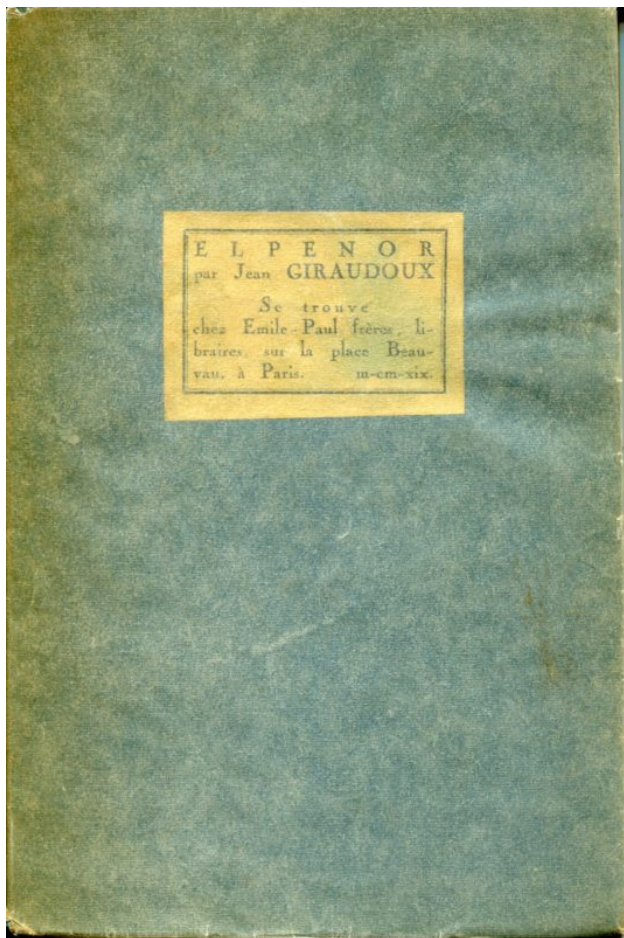 ELPENOR
par Jean GIRAUDOUX
Se trouve
chez Emile-Paul frères, li-
braires, sur la place Beau-
vau, à Paris. m-cm-xix.